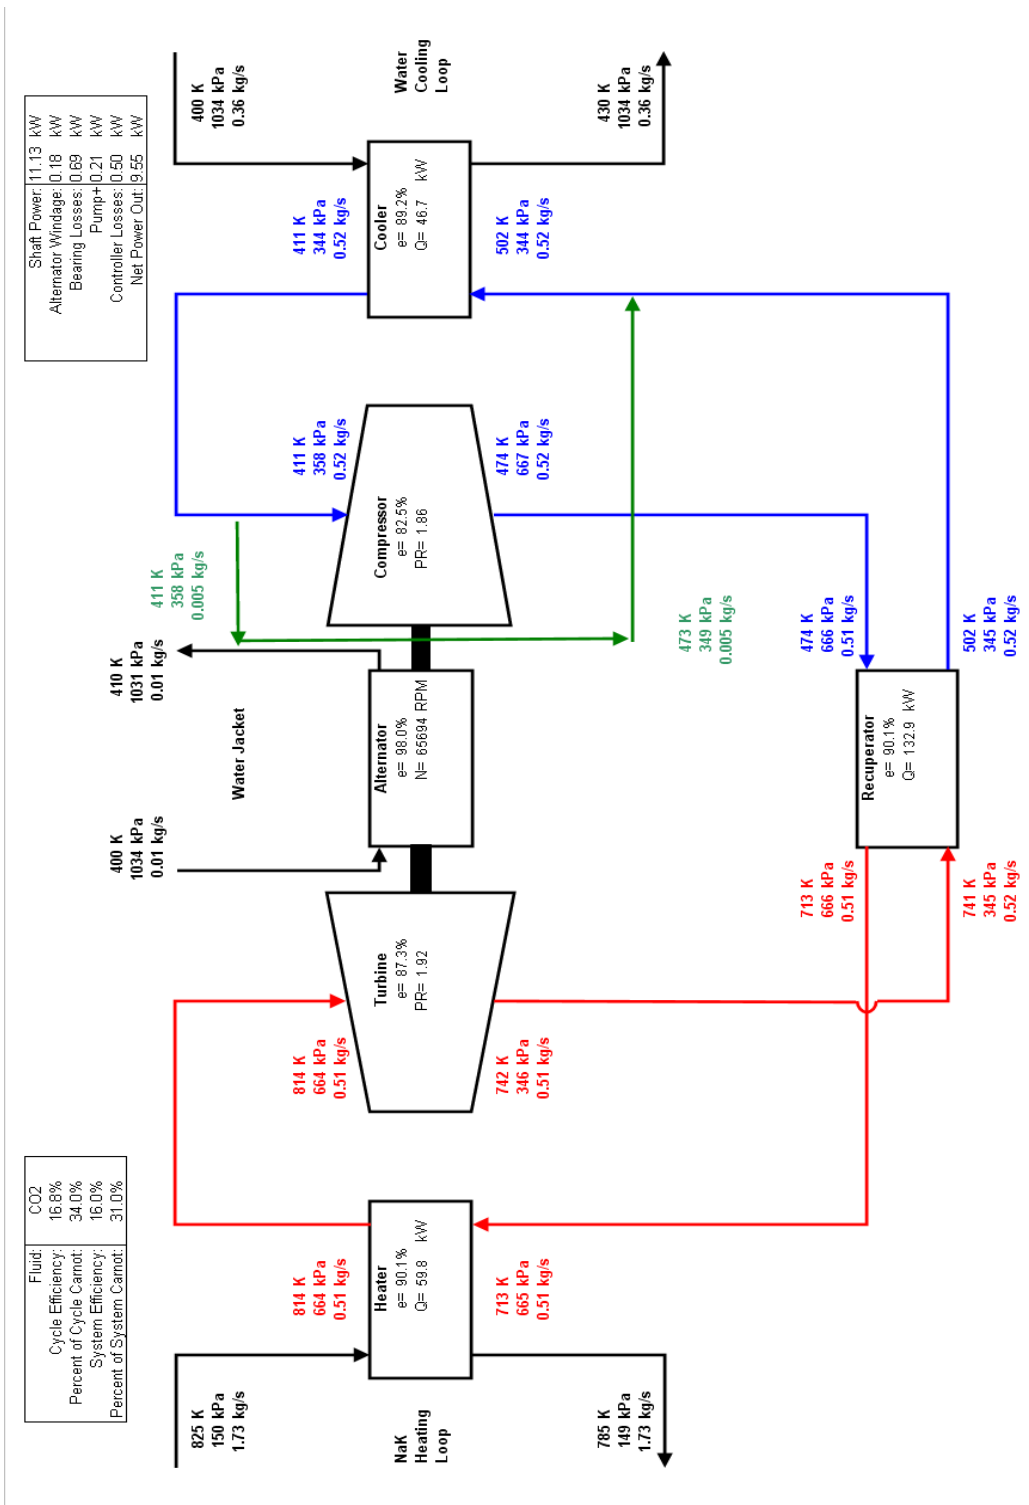 Fluid: CO2
Cycle Efficiency: 16.8%
Percent of Cycle Carnot: 34.0%
System Efficiency: 16.0%
Percent of System Carnot: 31.0%
Shaft Power: 11.13 kW
Alternator Windage: 0.18 kW
Bearing Losses: 0.69 kW
Pump+ 0.21 kW
Controller Losses: 0.50 kW
Net Power Out: 9.55 kW
825 K
150 kPa
1.73 kg/s
NaK
Heating
Loop
785 K
149 kPa
1.73 kg/s
814 K
664 kPa
0.51 kg/s
Heater
e= 90.1%
Q= 59.8 kW
713 K
665 kPa
0.51 kg/s
814 K
664 kPa
0.51 kg/s
Turbine
e= 87.3%
PR= 1.92
742 K
346 kPa
0.51 kg/s
400 K
1034 kPa
0.01 kg/s
Water Jacket
410 K
1031 kPa
0.01 kg/s
Alternator
e= 98.0%
N= 65694 RPM
411 K
358 kPa
0.005 kg/s
411 K
358 kPa
0.52 kg/s
Compressor
e= 82.5%
PR= 1.86
474 K
667 kPa
0.52 kg/s
473 K
349 kPa
0.005 kg/s
411 K
344 kPa
0.52 kg/s
Cooler
e= 89.2%
Q= 46.7 kW
502 K
344 kPa
0.52 kg/s
400 K
1034 kPa
0.36 kg/s
Water
Cooling
Loop
430 K
1034 kPa
0.36 kg/s
713 K
666 kPa
0.51 kg/s
741 K
345 kPa
0.52 kg/s
Recuperator
e= 90.1%
Q= 132.9 kW
474 K
666 kPa
0.51 kg/s
502 K
345 kPa
0.52 kg/s